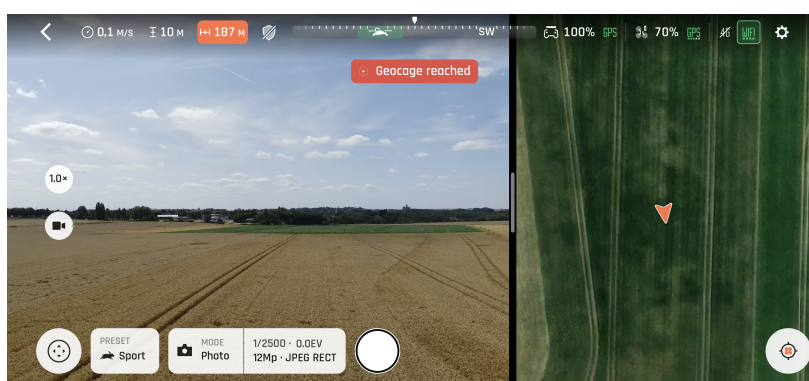 0,1 M/S
10 M
187 M
SW
100%
GPS
70%
GPS
4G
WIFI
Geocage reached
1.0×
PRESET
Sport
MODE
Photo
1/2500 · 0.0EV
12Mp · JPEG RECT